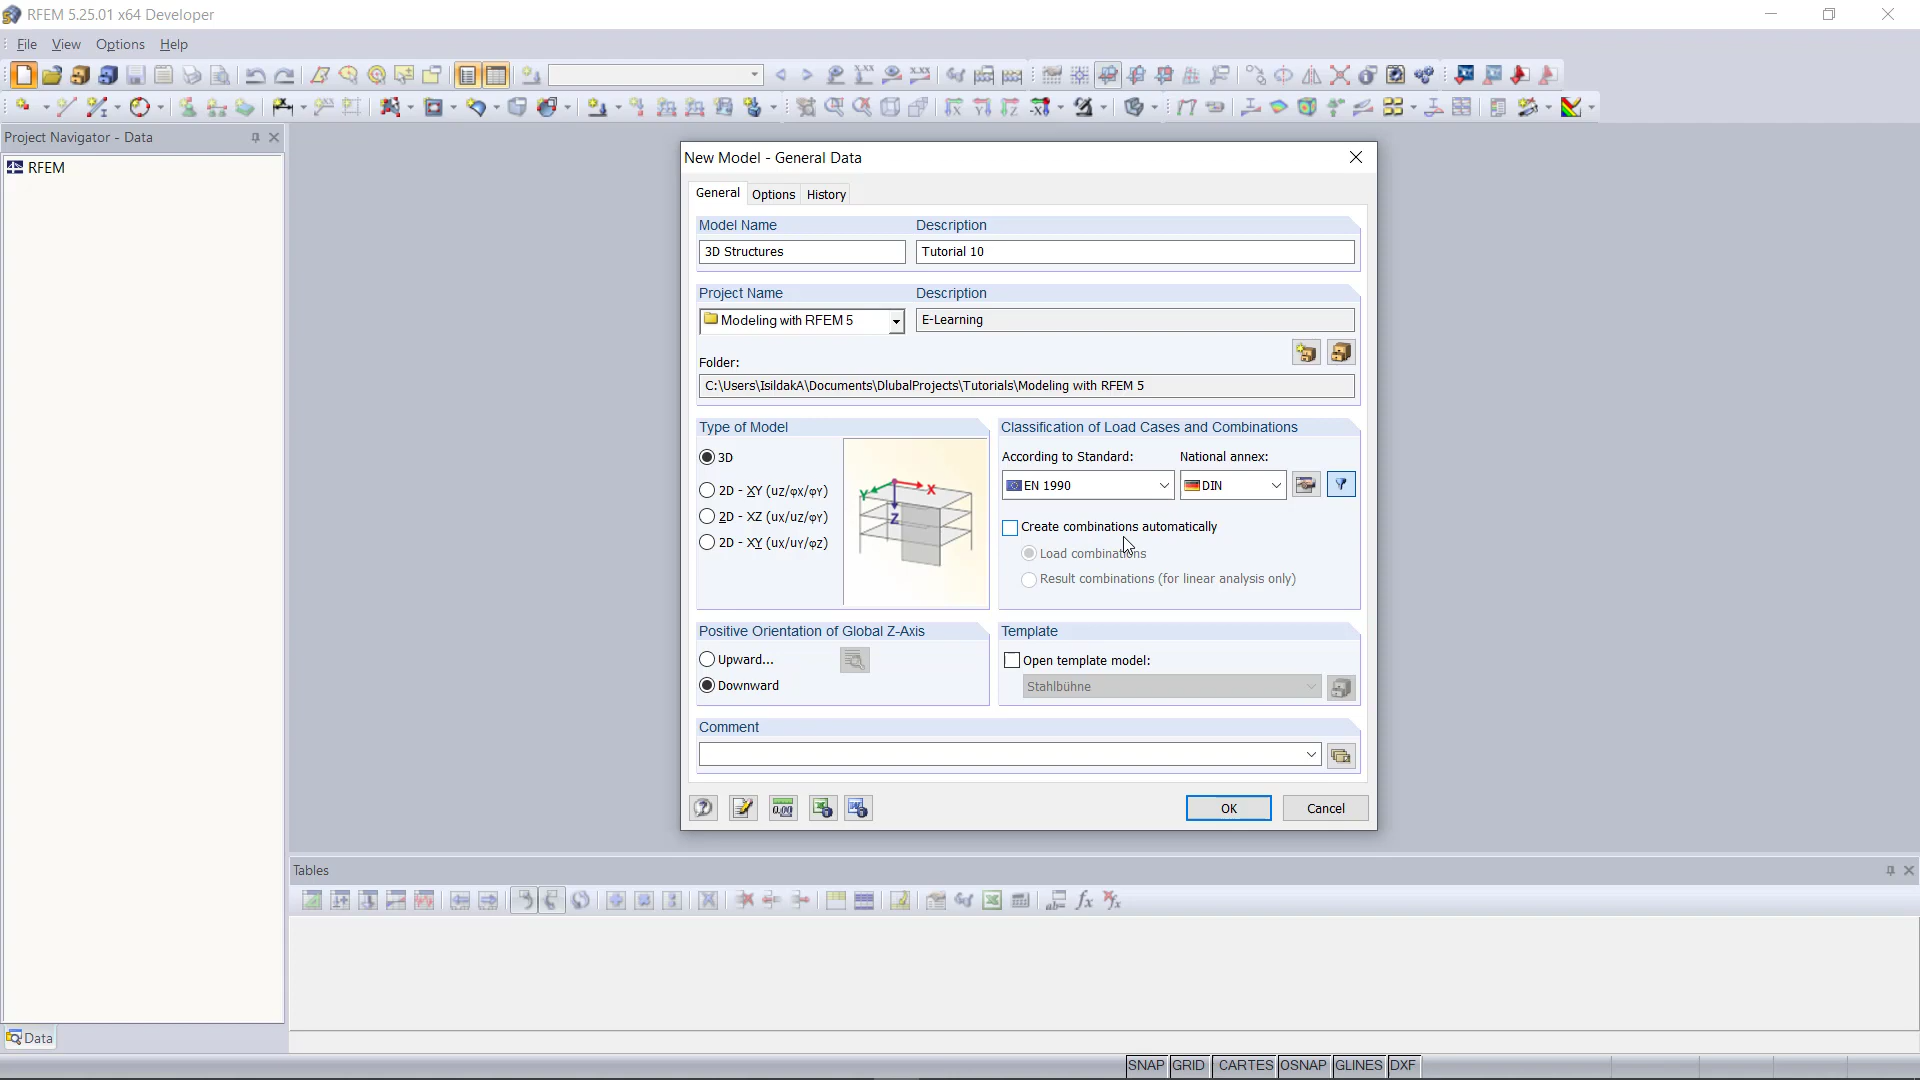 RFEM 5.25.01 x64 Developer
File View Options Help
Project Navigator - Data
RFEM
New Model - General Data
General Options History
Model Name Description
3D Structures Tutorial 10
Project Name Description
Modeling with RFEM 5 E-Learning
Folder:
C:\Users\IsildakA\Documents\DlubalProjects\Tutorials\Modeling with RFEM 5
Type of Model Classification of Load Cases and Combinations
3D According to Standard: National annex:
2D - XY (uZ/φX/φY) EN 1990 DIN
2D - XZ (uX/uZ/φY) Create combinations automatically
2D - XY (uX/uY/φZ) Load combinations
Result combinations (for linear analysis only)
X Y Z
Positive Orientation of Global Z-Axis Template
Upward... Open template model:
Downward Stahlbühne
Comment
0,00
OK Cancel
Tables
Data
SNAP GRID CARTES OSNAP GLINES DXF